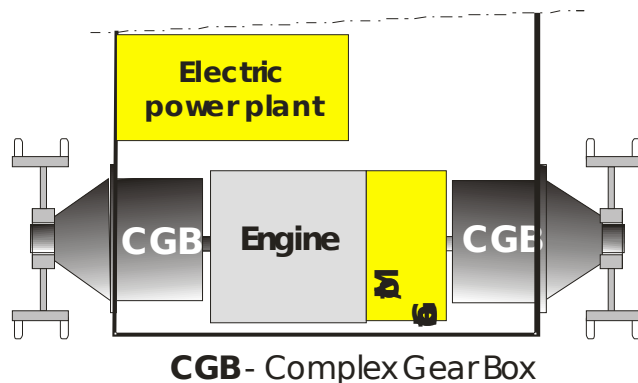 Electric
power plant
CGB
Engine
CGB
CGB - Complex Gear Box